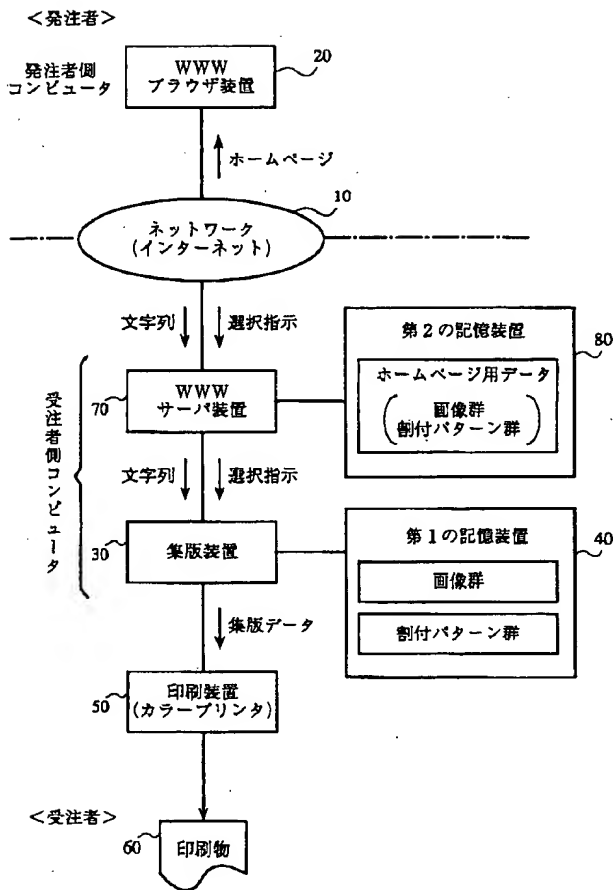 <発注者>
発注者側
コンピュータ
WWW
ブラウザ装置
20
ホームページ
10
ネットワーク
(インターネット)
文字列
選択指示
第2の記憶装置
80
ホームページ用データ
画像群
割付パターン群
WWW
サーバ装置
70
受注者側コンピュータ
文字列
選択指示
第1の記憶装置
40
画像群
割付パターン群
集版装置
30
集版データ
印刷装置
(カラープリンタ)
50
<受注者>
60
印刷物